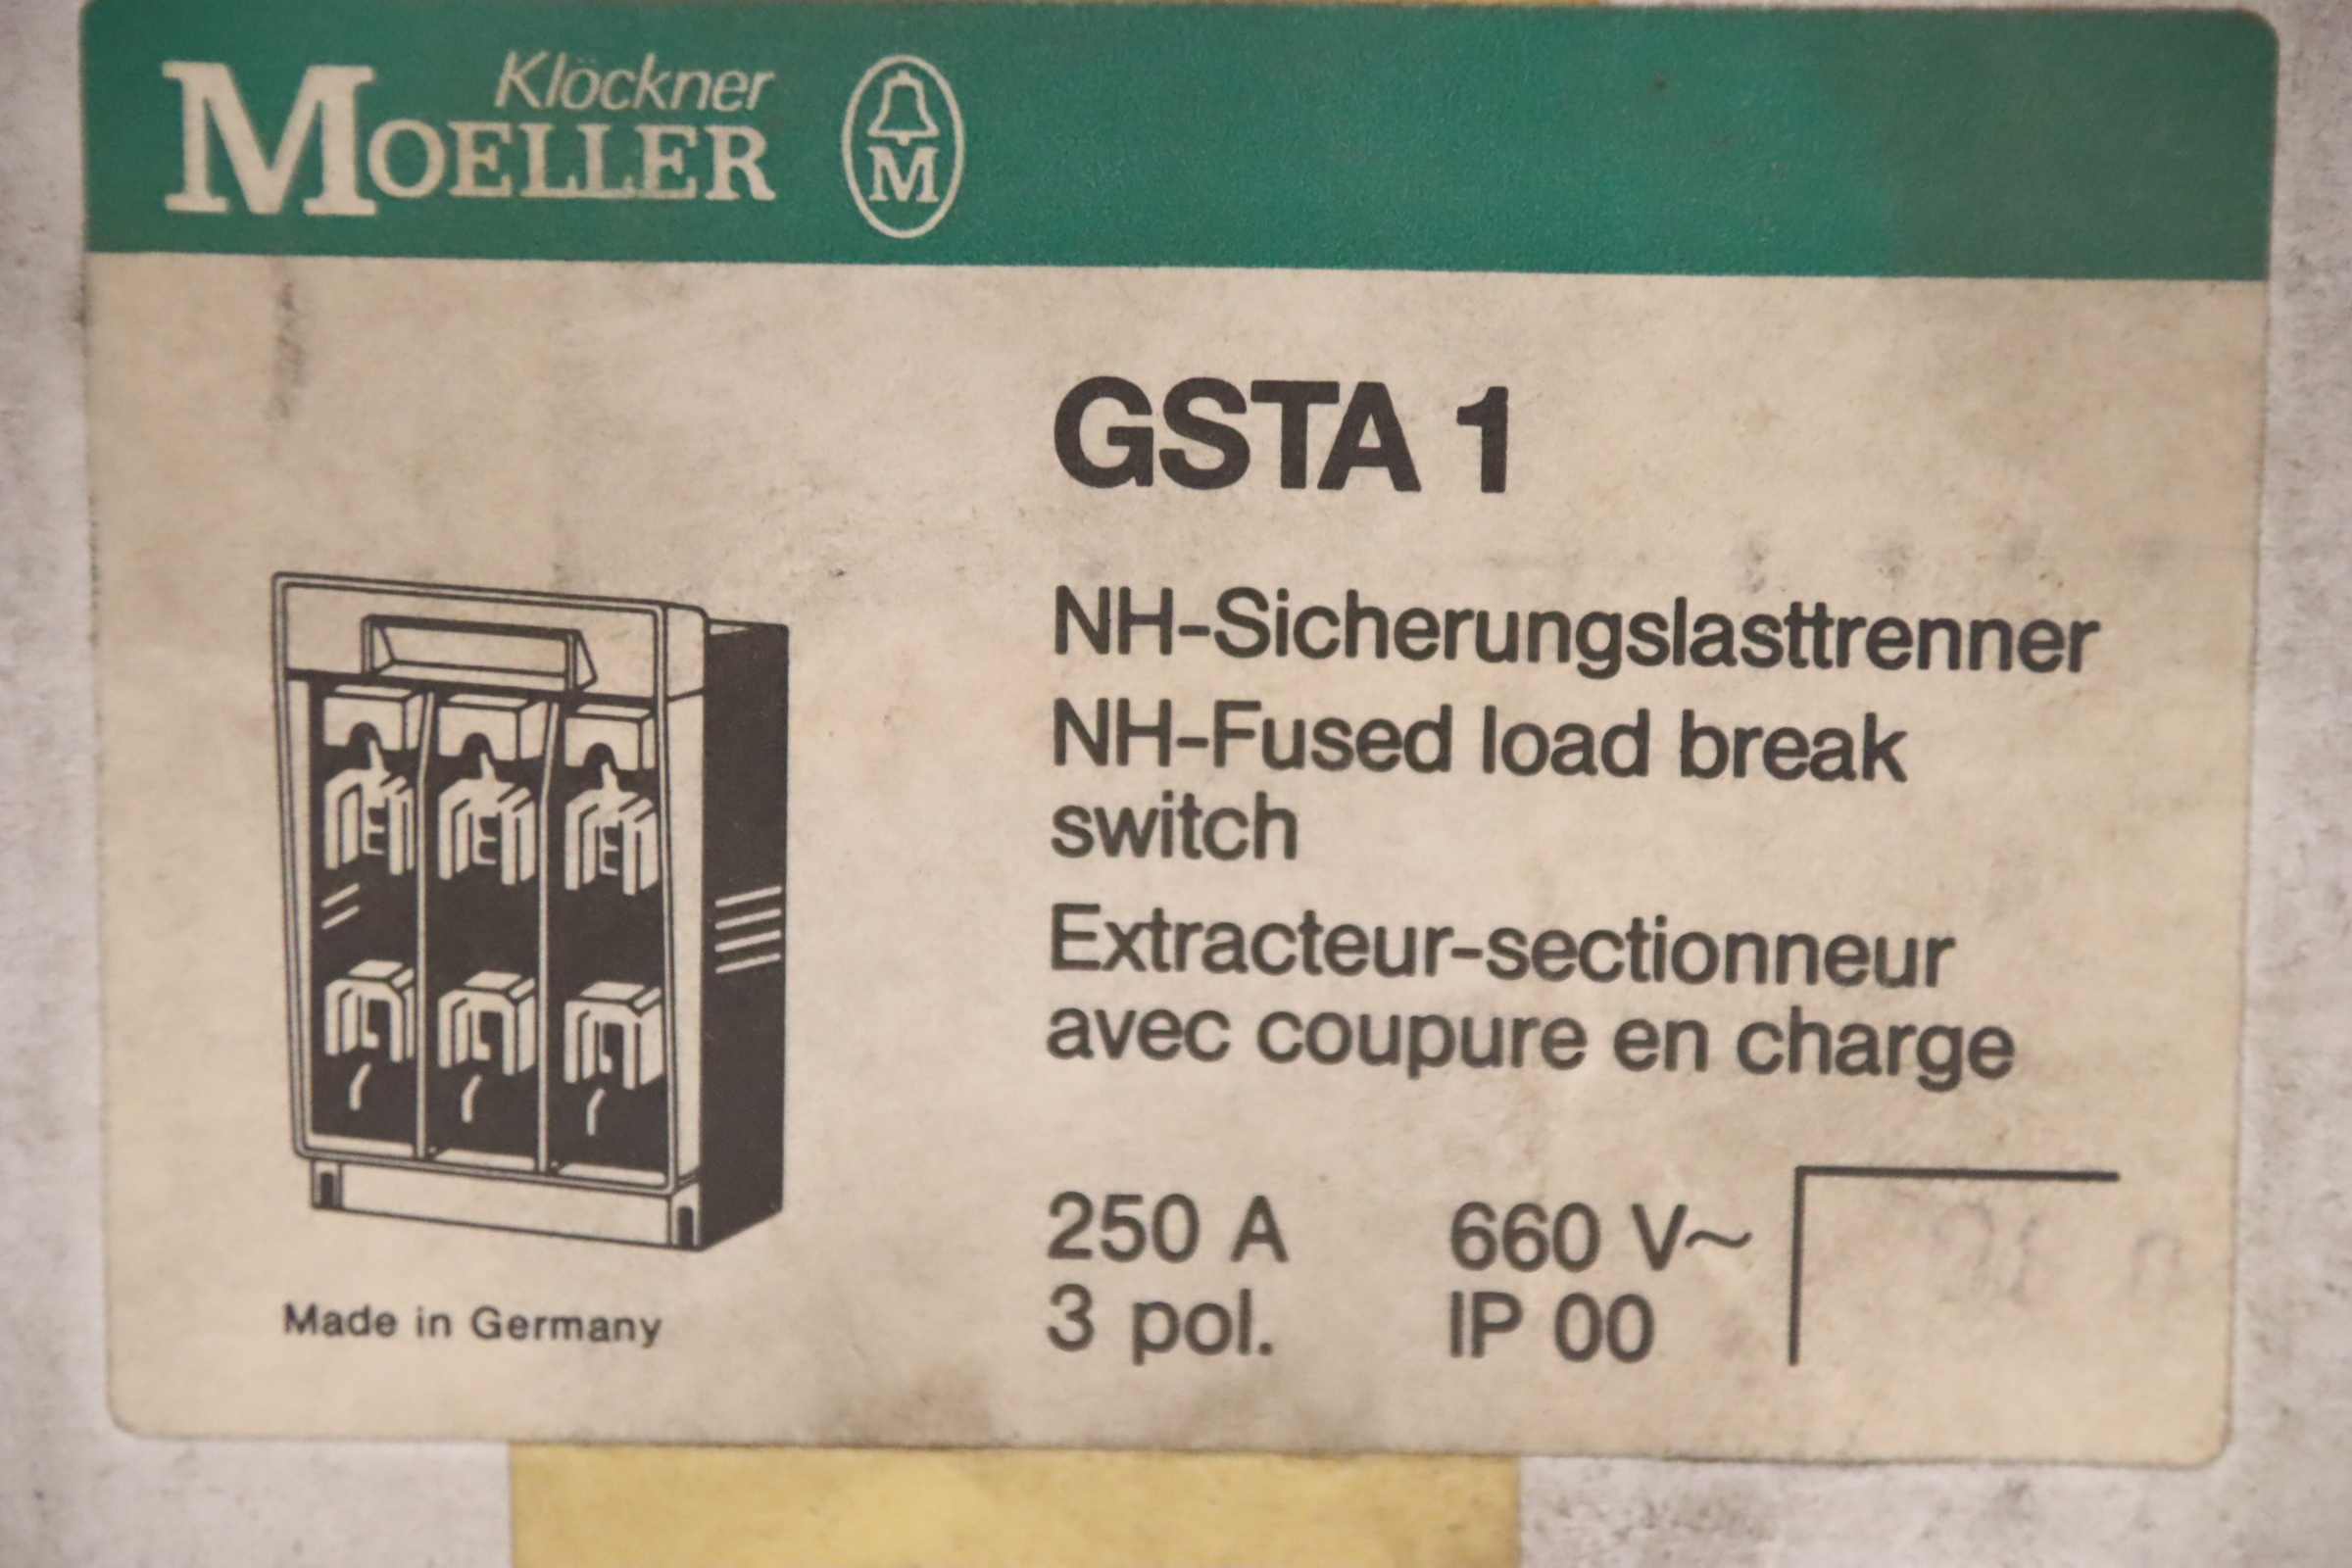 Klöckner
MOELLER
M
GSTA 1
NH-Sicherungslasttrenner
NH-Fused load break
switch
Extracteur-sectionneur
avec coupure en charge
250 A 660 V~
3 pol. IP 00
Made in Germany